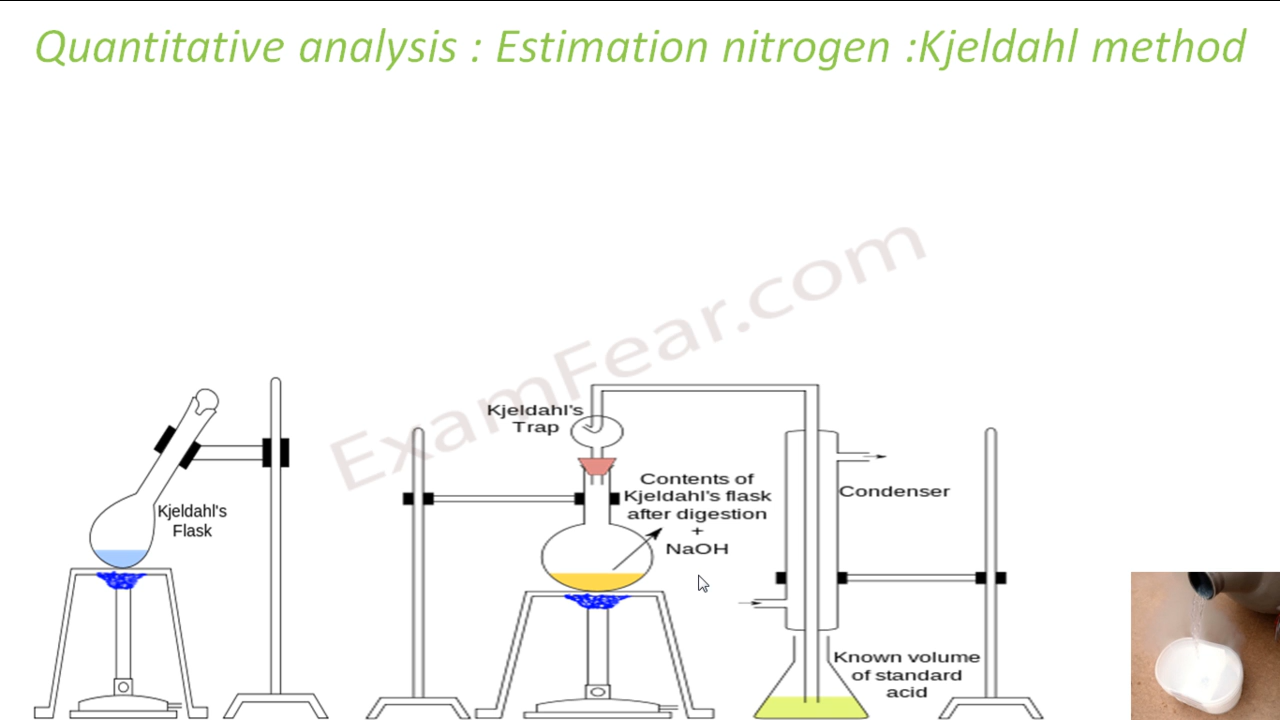 Quantitative analysis : Estimation nitrogen :Kjeldahl method
ExamFear.com
Kjeldahl's
Trap
Contents of
Kjeldahl's flask
after digestion
+
NaOH
Condenser
Kjeldahl's
Flask
Known volume
of standard
acid